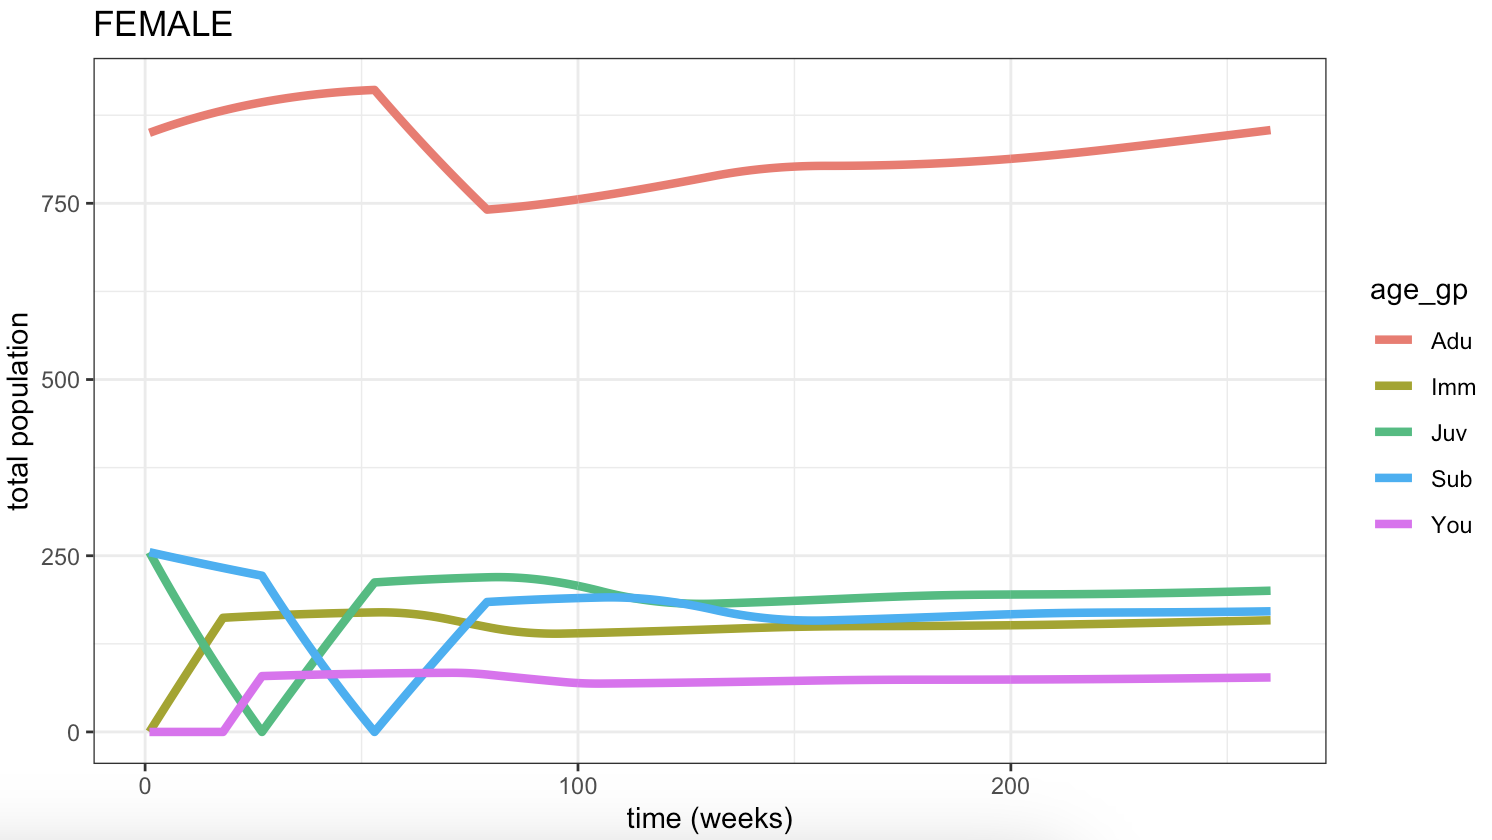 FEMALE
total population
750
500
250
0
0
100
200
time (weeks)
age_gp
Adu
Imm
Juv
Sub
You